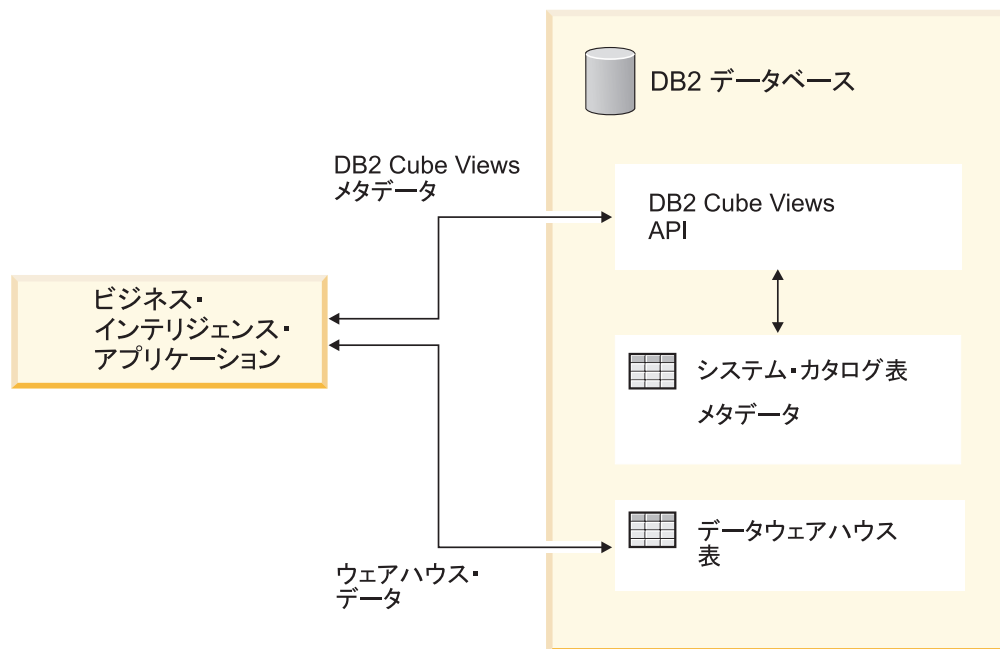 DB2 データベース
DB2 Cube Views
メタデータ
DB2 Cube Views
API
ビジネス・
インテリジェンス・
アプリケーション
システム・カタログ表
メタデータ
データウェアハウス
表
ウェアハウス・
データ